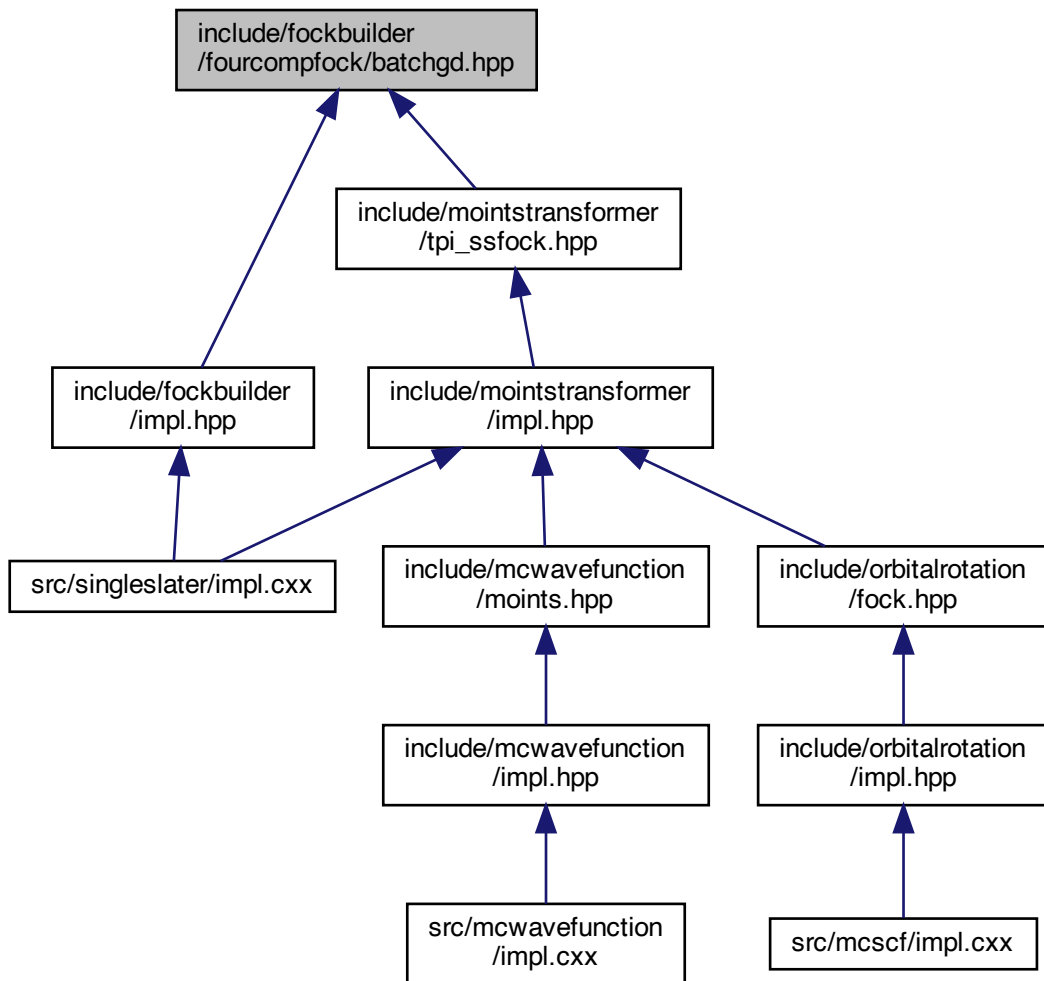 include/fockbuilder
/fourcompfock/batchgd.hpp
include/mointstransformer
/tpi_ssfock.hpp
include/fockbuilder
/impl.hpp
include/mointstransformer
/impl.hpp
src/singleslater/impl.cxx
include/mcwavefunction
/moints.hpp
include/orbitalrotation
/fock.hpp
include/mcwavefunction
/impl.hpp
include/orbitalrotation
/impl.hpp
src/mcwavefunction
/impl.cxx
src/mcscf/impl.cxx